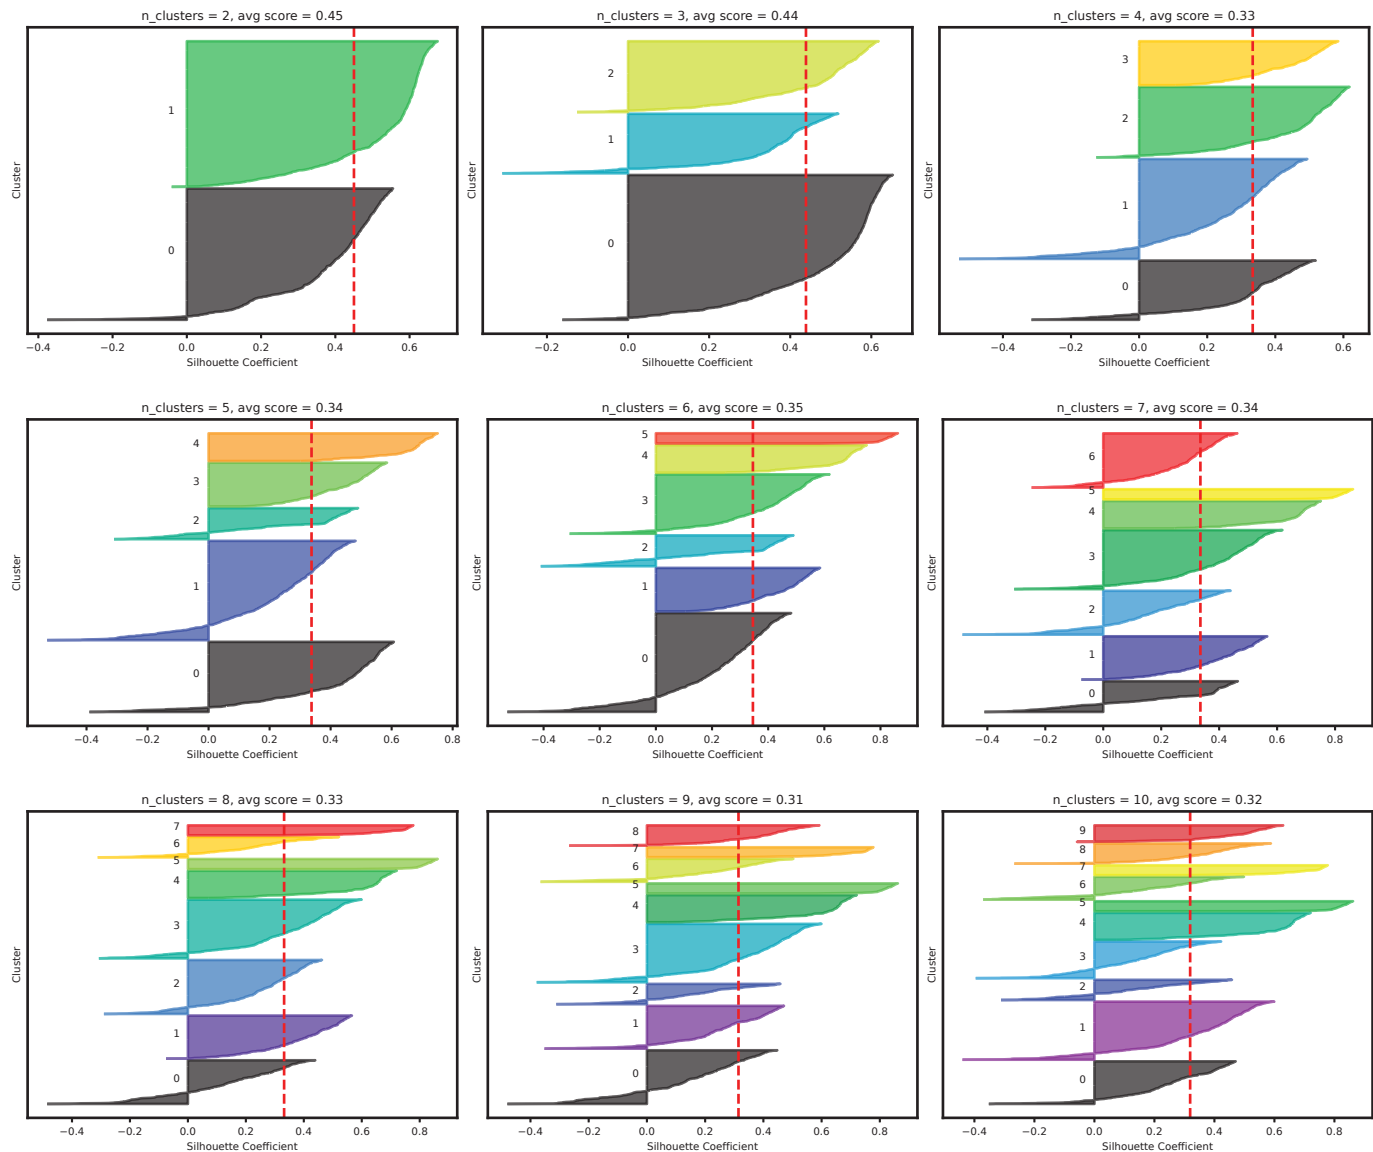 n_clusters = 2, avg score = 0.45
Cluster
1
0
−0.4 −0.2 0.0 0.2 0.4 0.6
Silhouette Coefficient
n_clusters = 3, avg score = 0.44
Cluster
2
1
0
−0.2 0.0 0.2 0.4 0.6
Silhouette Coefficient
n_clusters = 4, avg score = 0.33
Cluster
3
2
1
0
−0.4 −0.2 0.0 0.2 0.4 0.6
Silhouette Coefficient
n_clusters = 5, avg score = 0.34
Cluster
4
3
2
1
0
−0.4 −0.2 0.0 0.2 0.4 0.6 0.8
Silhouette Coefficient
n_clusters = 6, avg score = 0.35
Cluster
5
4
3
2
1
0
−0.4 −0.2 0.0 0.2 0.4 0.6 0.8
Silhouette Coefficient
n_clusters = 7, avg score = 0.34
Cluster
6
5
4
3
2
1
0
−0.4 −0.2 0.0 0.2 0.4 0.6 0.8
Silhouette Coefficient
n_clusters = 8, avg score = 0.33
Cluster
7
6
5
4
3
2
1
0
−0.4 −0.2 0.0 0.2 0.4 0.6 0.8
Silhouette Coefficient
n_clusters = 9, avg score = 0.31
Cluster
8
7
6
5
4
3
2
1
0
−0.4 −0.2 0.0 0.2 0.4 0.6 0.8
Silhouette Coefficient
n_clusters = 10, avg score = 0.32
Cluster
9
8
7
6
5
4
3
2
1
0
−0.4 −0.2 0.0 0.2 0.4 0.6 0.8
Silhouette Coefficient